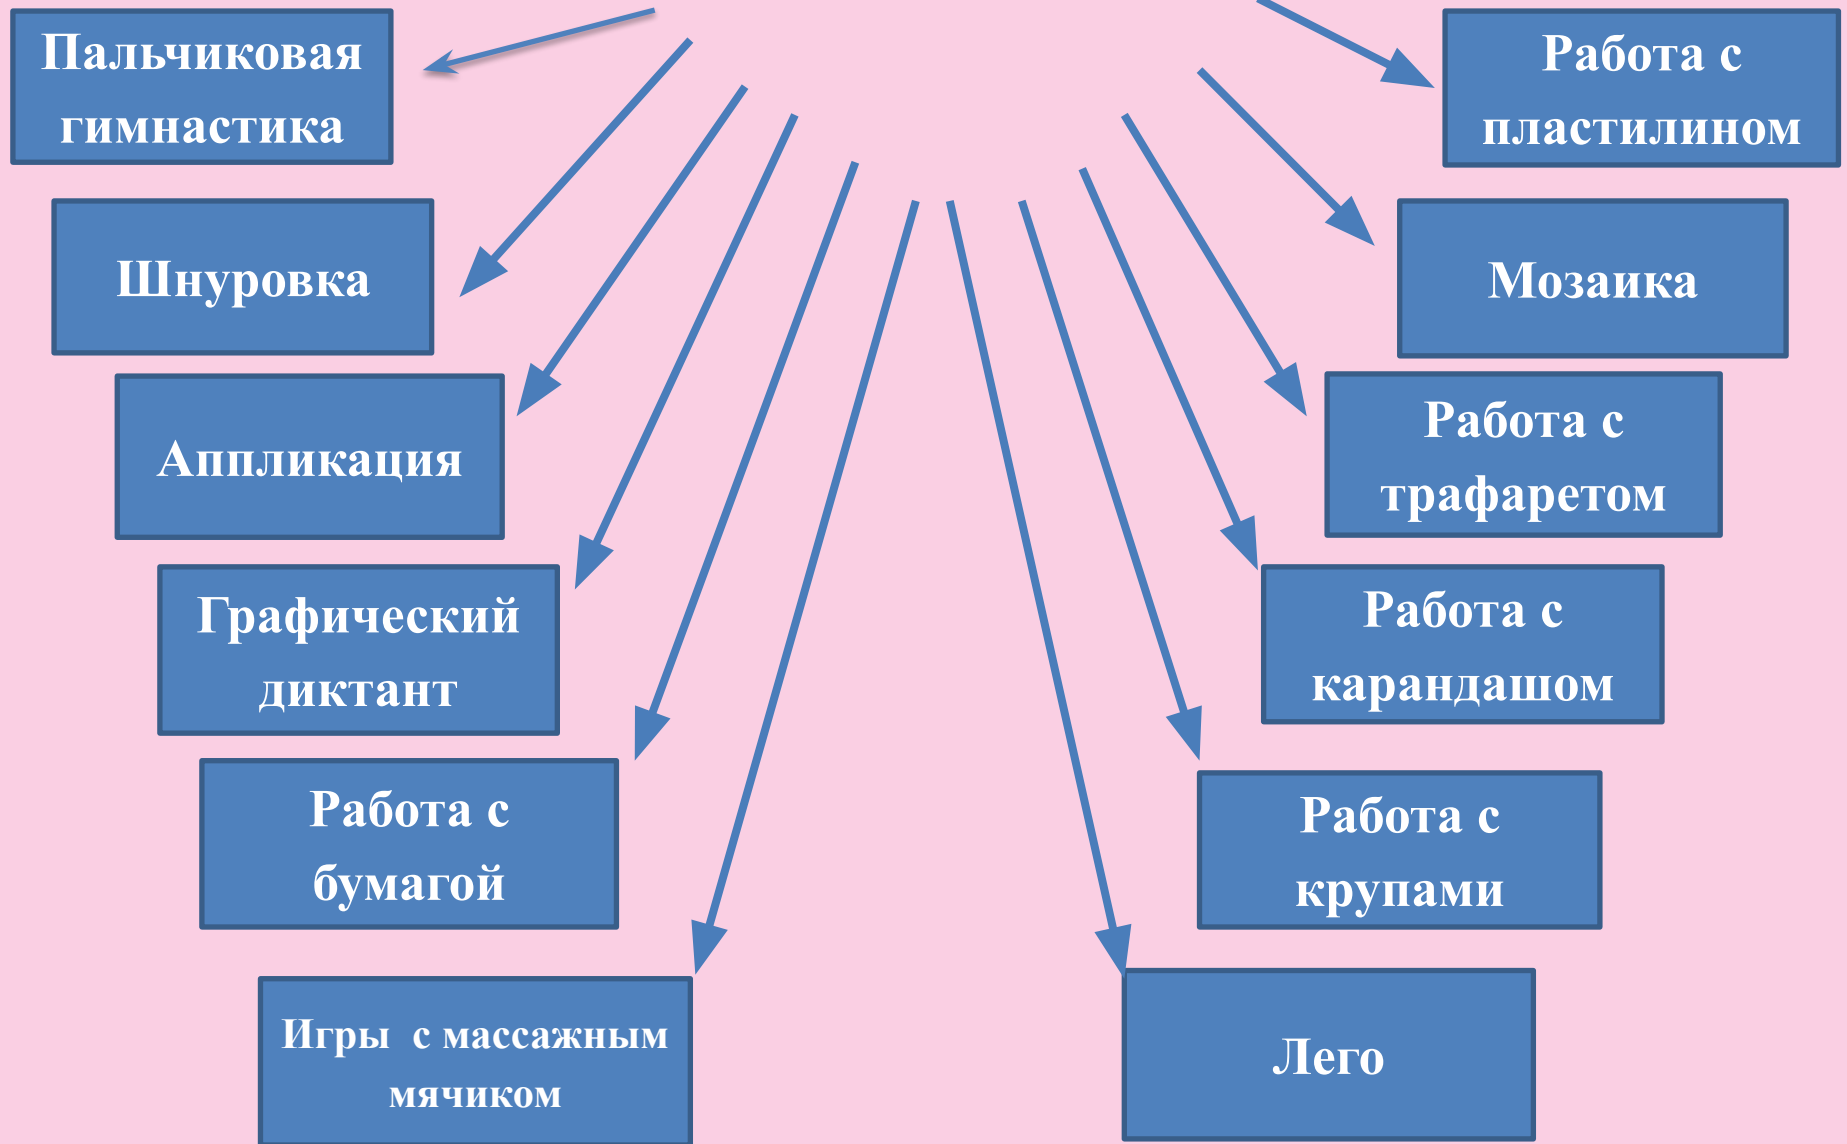 Пальчиковая
гимнастика
Шнуровка
Аппликация
Графический
диктант
Работа с
бумагой
Игры с массажным
мячиком
Работа с
пластилином
Мозаика
Работа с
трафаретом
Работа с
карандашом
Работа с
крупами
Лего